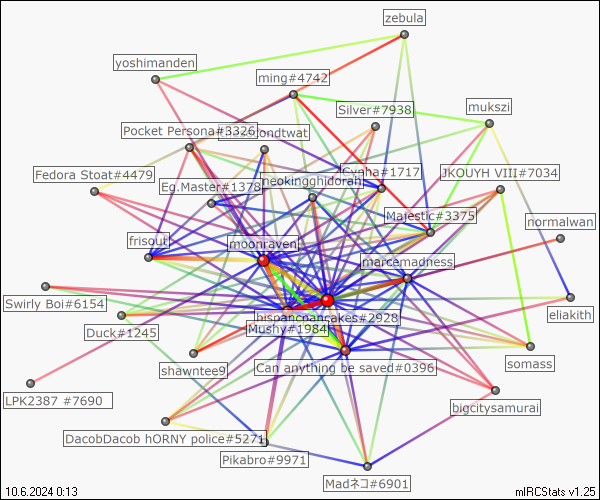 zebula
yoshimanden
ming#4742
Silver#7938
mukszi
Pocket Persona#3326
ondtwat
Fedora Stoat#4479
Cynha#1717
JKOUYH VIII#7034
Eg.Master#1378
neokingghidorah
Majestic#3375
normalwan
frisout
moonraven
marcemadness
Swirly Boi#6154
hispancpancakes#2928
eliakith
Duck#1245
Mushy#1984
somass
shawntee9
Can anything be saved#0396
LPK2387 #7690
bigcitysamurai
DacobDacob hORNY police#5271
Pikabro#9971
Madネコ#6901
10.6.2024 0:13
mIRCStats v1.25